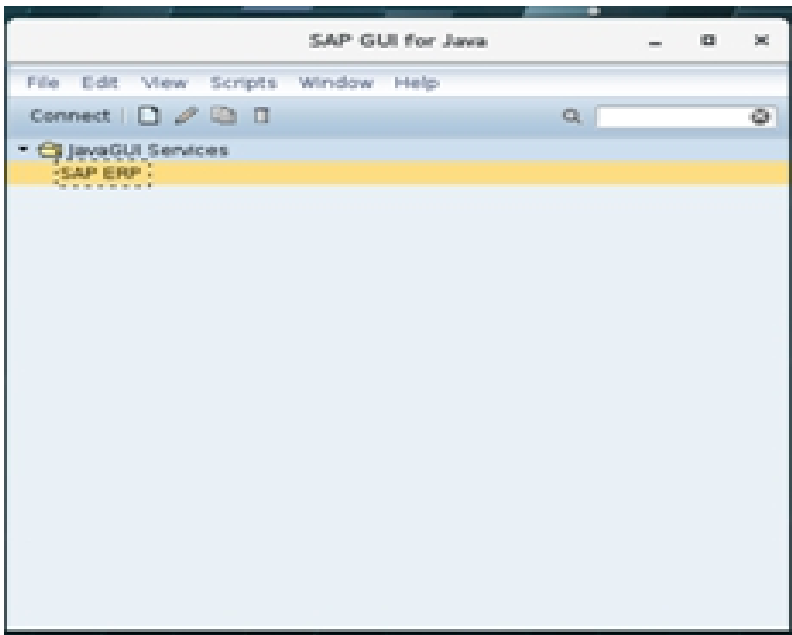 SAP GUI for Java
File Edit View Scripts Window Help
Connect
JavaGUI Services
SAP ERP